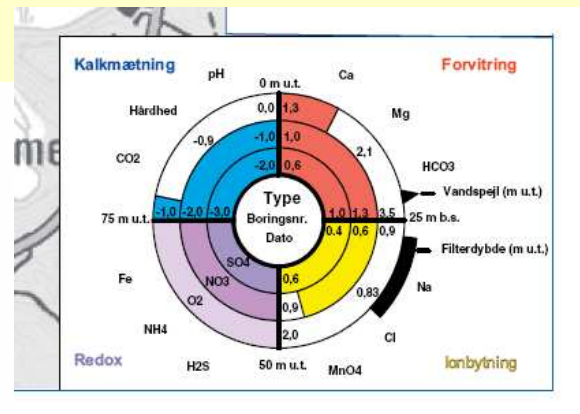 me
Kalkmætning
Forvitring
pH
Ca
0 m u.t.
Hårdhed
0,0
1,3
Mg
-0,9
-1,0
1,0
2,1
CO2
-2,0
0,6
HCO3
Type
Vandspejl (m u.t.)
75 m u.t.
-1,0
-2,0
-3,0
Boringsnr.
1,0
1,3
3,5
25 m b.s.
Dato
0.4
0,6
0,9
Filterdybde (m u.t.)
SO4
Fe
NO3
0,6
0,83
Na
O2
0,9
NH4
2,0
Cl
Redox
H2S
50 m u.t.
MnO4
Ionbytning